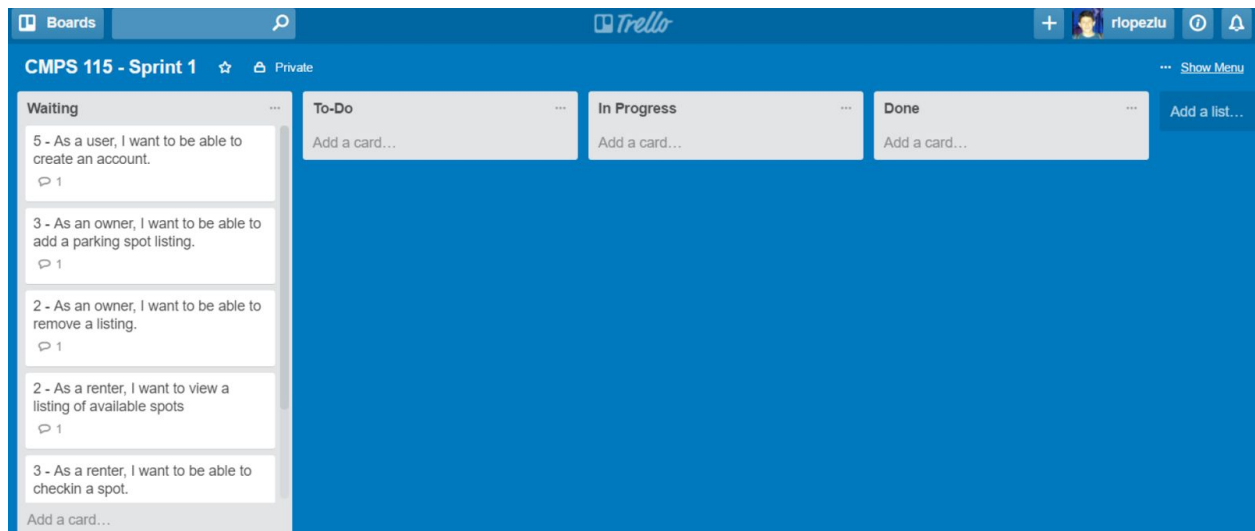 Boards
Trello
rlopezlu
CMPS 115 - Sprint 1
Private
... Show Menu
Waiting
...
5 - As a user, I want to be able to
create an account.
1
3 - As an owner, I want to be able to
add a parking spot listing.
1
2 - As an owner, I want to be able to
remove a listing.
1
2 - As a renter, I want to view a
listing of available spots
1
3 - As a renter, I want to be able to
checkin a spot.
Add a card...
To-Do
...
Add a card...
In Progress
...
Add a card...
Done
...
Add a card...
Add a list...